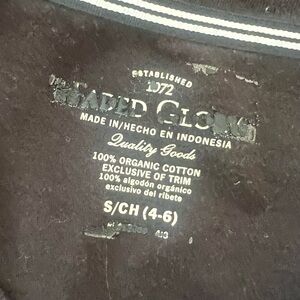 ESTABLISHED
1972
FADED GLO
MADE IN/HECHO EN INDONESIA
Quality Goods
100% ORGANIC COTTON
EXCLUSIVE OF TRIM
100% algodón orgánico
exclusivo del ribete
S/CH (4-6)